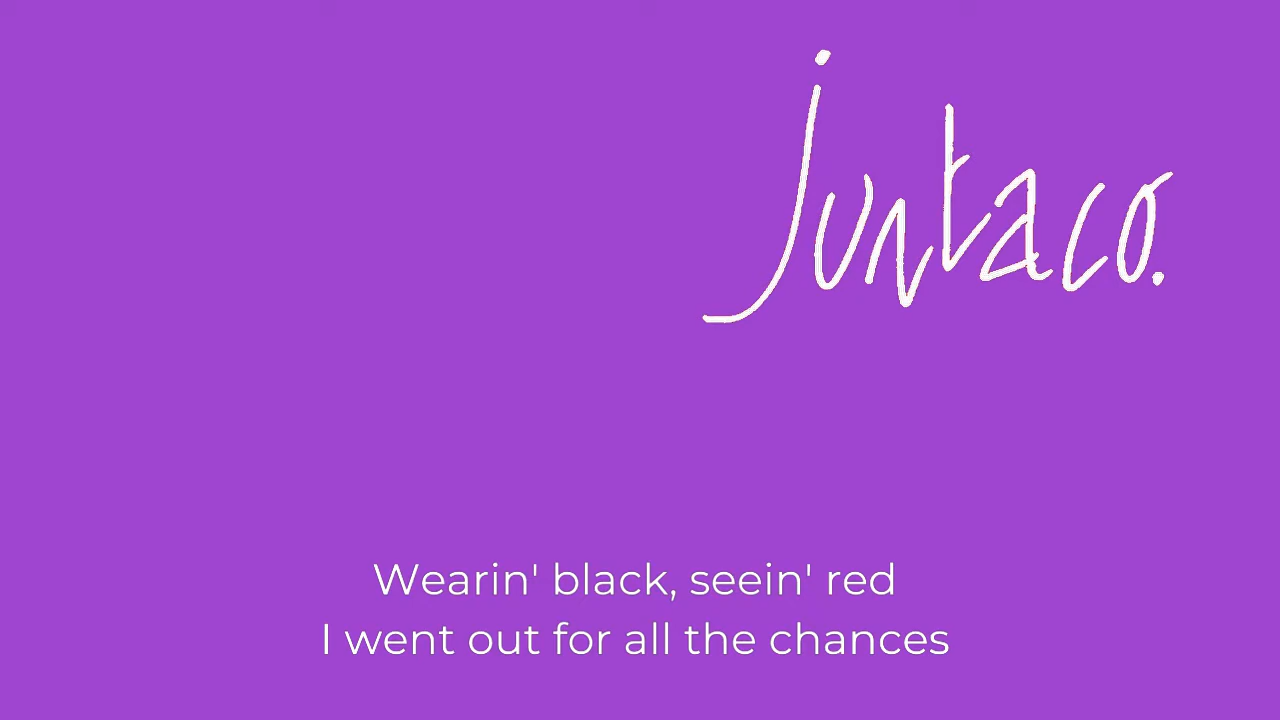 juntaco.
Wearin' black, seein' red
I went out for all the chances